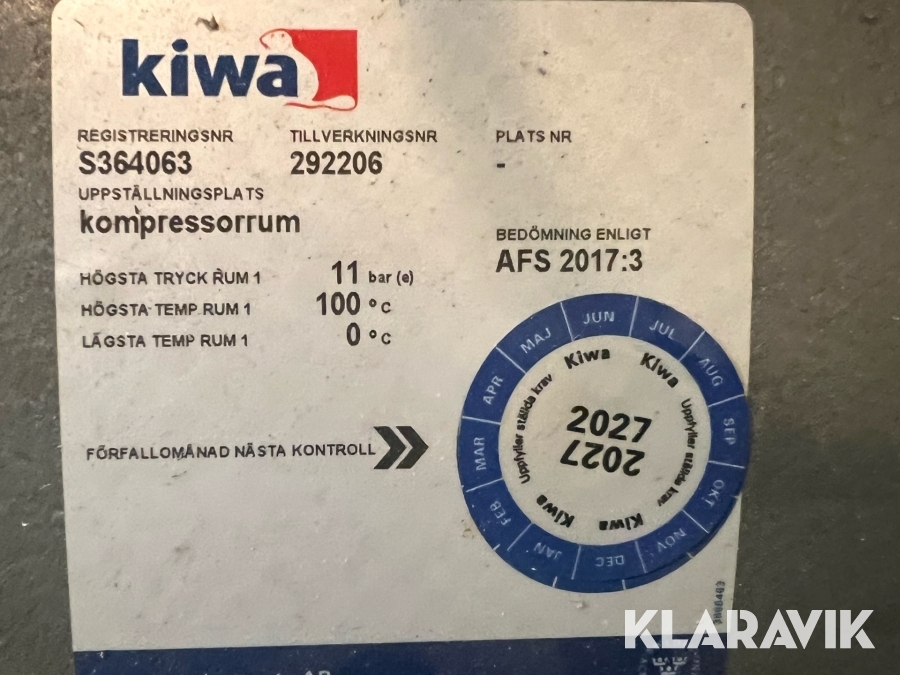 kiwa
REGISTRERINGSNR TILLVERKNINGSNR PLATS NR
S364063 292206 -
UPPSTÄLLNINGSPLATS
kompressorrum
BEDÖMNING ENLIGT
AFS 2017:3
HÖGSTA TRYCK RUM 1 11 bar (e)
HÖGSTA TEMP RUM 1 100 °C
LÄGSTA TEMP RUM 1 0 °C
FÖRFALLOMÅNAD NÄSTA KONTROLL
JAN FEB MAR APR MAJ JUN JUL AUG SEP OKT NOV DEC
Kiwa Uppfyller ställda krav Kiwa
Kiwa Uppfyller ställda krav Kiwa
2027
2027
KLARAVIK